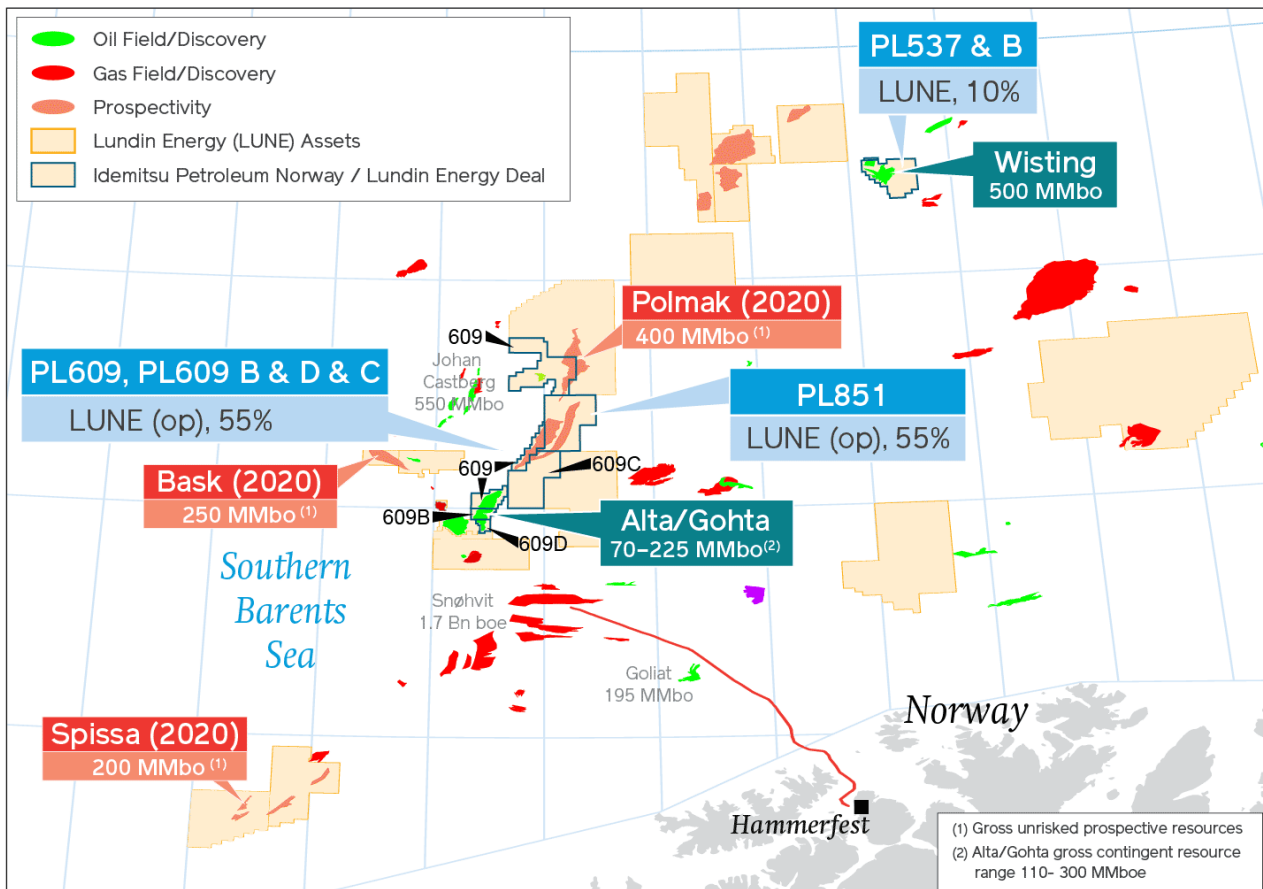 Oil Field/Discovery
Gas Field/Discovery
Prospectivity
Lundin Energy (LUNE) Assets
Idemitsu Petroleum Norway / Lundin Energy Deal
PL537 & B
LUNE, 10%
Wisting
500 MMbo
Polmak (2020)
400 MMbo (1)
609
Johan
Castberg
550 MMbo
PL609, PL609 B & D & C
LUNE (op), 55%
PL851
LUNE (op), 55%
Bask (2020)
250 MMbo (1)
609
609C
609B
609D
Alta/Gohta
70-225 MMbo(2)
Southern
Barents
Sea
Snøhvit
1.7 Bn boe
Goliat
195 MMbo
Norway
Spissa (2020)
200 MMbo (1)
Hammerfest
(1) Gross unrisked prospective resources
(2) Alta/Gohta gross contingent resource
range 110- 300 MMboe